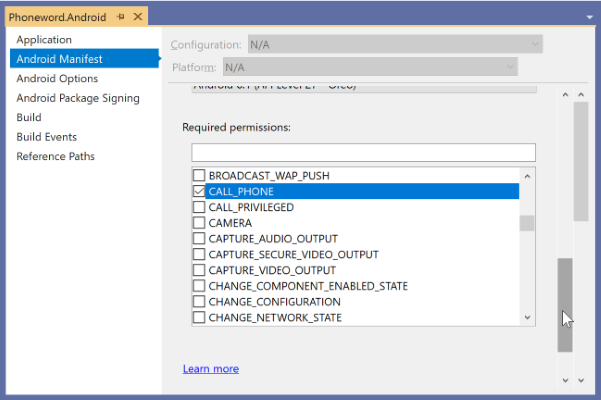 Phoneword.Android
Application
Android Manifest
Android Options
Android Package Signing
Build
Build Events
Reference Paths
Configuration: N/A
Platform: N/A
Required permissions:
BROADCAST_WAP_PUSH
CALL_PHONE
CALL_PRIVILEGED
CAMERA
CAPTURE_AUDIO_OUTPUT
CAPTURE_SECURE_VIDEO_OUTPUT
CAPTURE_VIDEO_OUTPUT
CHANGE_COMPONENT_ENABLED_STATE
CHANGE_CONFIGURATION
CHANGE_NETWORK_STATE
Learn more